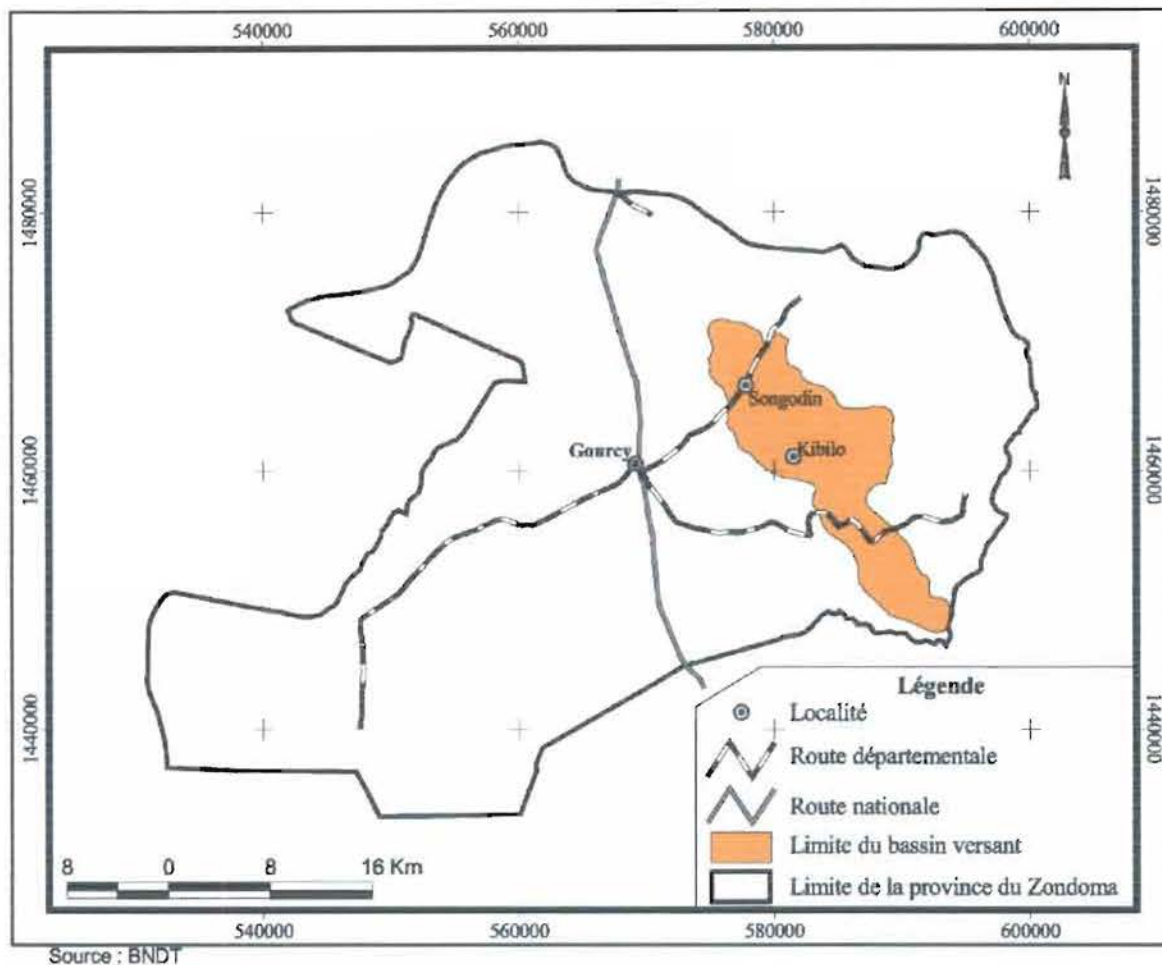 540000 560000 580000 600000
N
1480000 1480000
Songodin
Gourcy
Kibilo
1460000 1460000
Légende
Localité
1440000 1440000
Route départementale
Route nationale
Limite du bassin versant
8 0 8 16 Km
Limite de la province du Zondoma
540000 560000 580000 600000
Source : BNDT